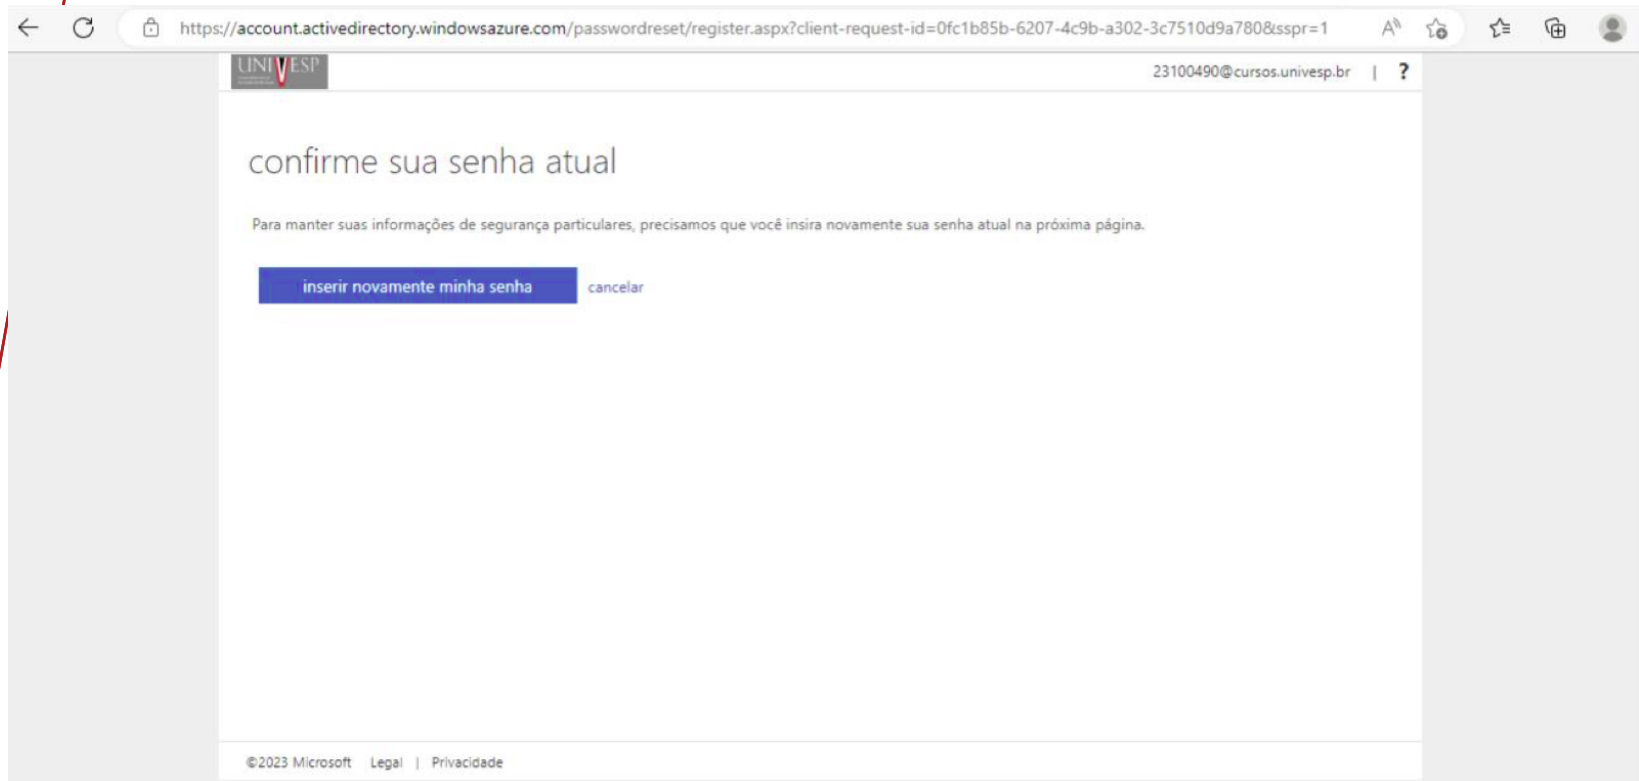 https://account.activedirectory.windowsazure.com/passwordreset/register.aspx?client-request-id=0fc1b85b-6207-4c9b-a302-3c7510d9a780&sspr=1
UNIVESP
23100490@cursos.univesp.br | ?
confirme sua senha atual
Para manter suas informações de segurança particulares, precisamos que você insira novamente sua senha atual na próxima página.
inserir novamente minha senha cancelar
©2023 Microsoft Legal | Privacidade